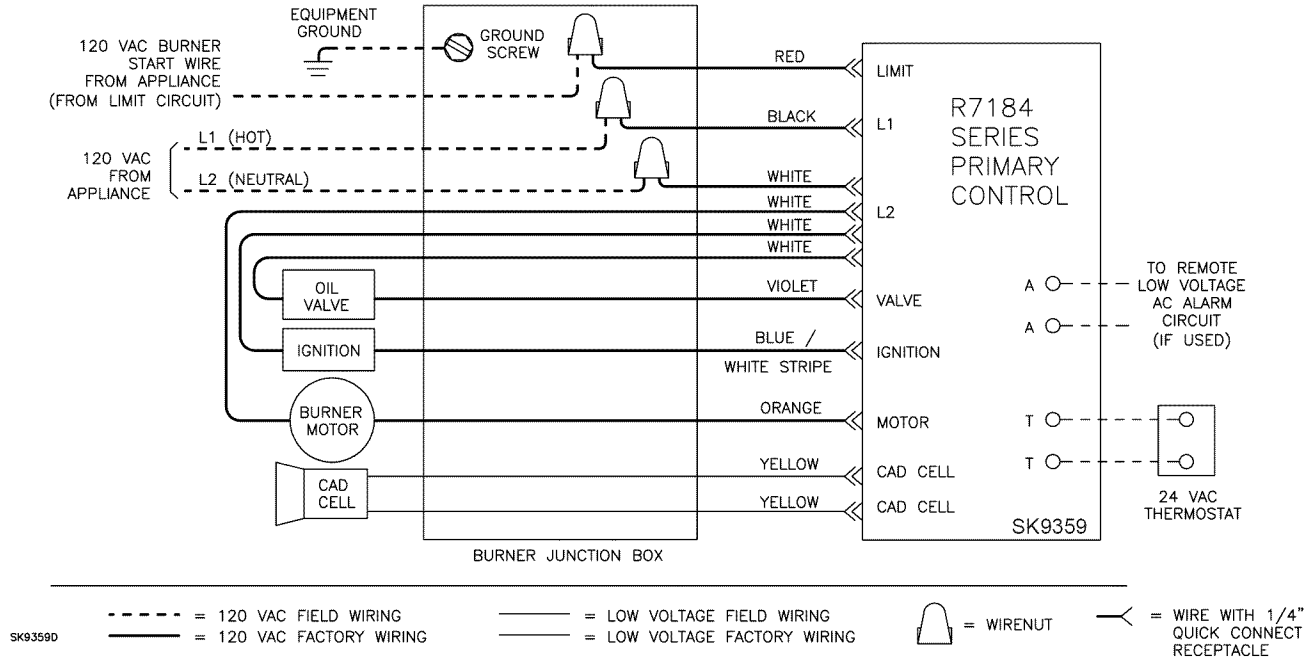 EQUIPMENT
GROUND
GROUND
SCREW
120 VAC BURNER
START WIRE
FROM APPLIANCE
(FROM LIMIT CIRCUIT)
L1 (HOT)
120 VAC
FROM
APPLIANCE
L2 (NEUTRAL)
RED
BLACK
WHITE
WHITE
WHITE
WHITE
VIOLET
BLUE /
WHITE STRIPE
ORANGE
YELLOW
YELLOW
LIMIT
L1
L2
VALVE
IGNITION
MOTOR
CAD CELL
CAD CELL
R7184
SERIES
PRIMARY
CONTROL
A
A
T
T
SK9359
TO REMOTE
LOW VOLTAGE
AC ALARM
CIRCUIT
(IF USED)
24 VAC
THERMOSTAT
OIL
VALVE
IGNITION
BURNER
MOTOR
CAD
CELL
BURNER JUNCTION BOX
SK9359D
= 120 VAC FIELD WIRING
= 120 VAC FACTORY WIRING
= LOW VOLTAGE FIELD WIRING
= LOW VOLTAGE FACTORY WIRING
= WIRENUT
= WIRE WITH 1/4"
QUICK CONNECT
RECEPTACLE